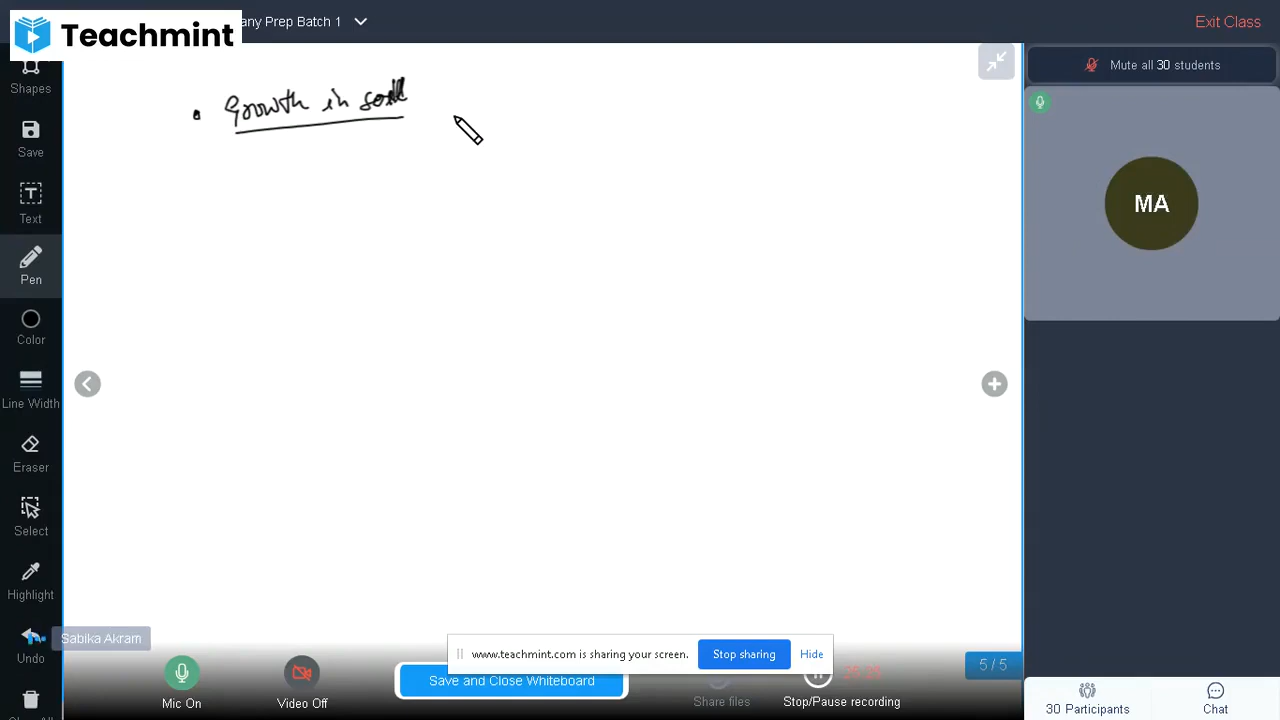 Teachmint
any Prep Batch 1
Exit Class
Mute all 30 students
MA
Shapes
Save
Text
Pen
Color
Line Width
Eraser
Select
Highlight
Undo
Growth in
Sabika Akram
www.teachmint.com is sharing your screen.
Stop sharing
Hide
Mic On
Video Off
Save and Close Whiteboard
Share files
Stop/Pause recording
5 / 5
30 Participants
Chat